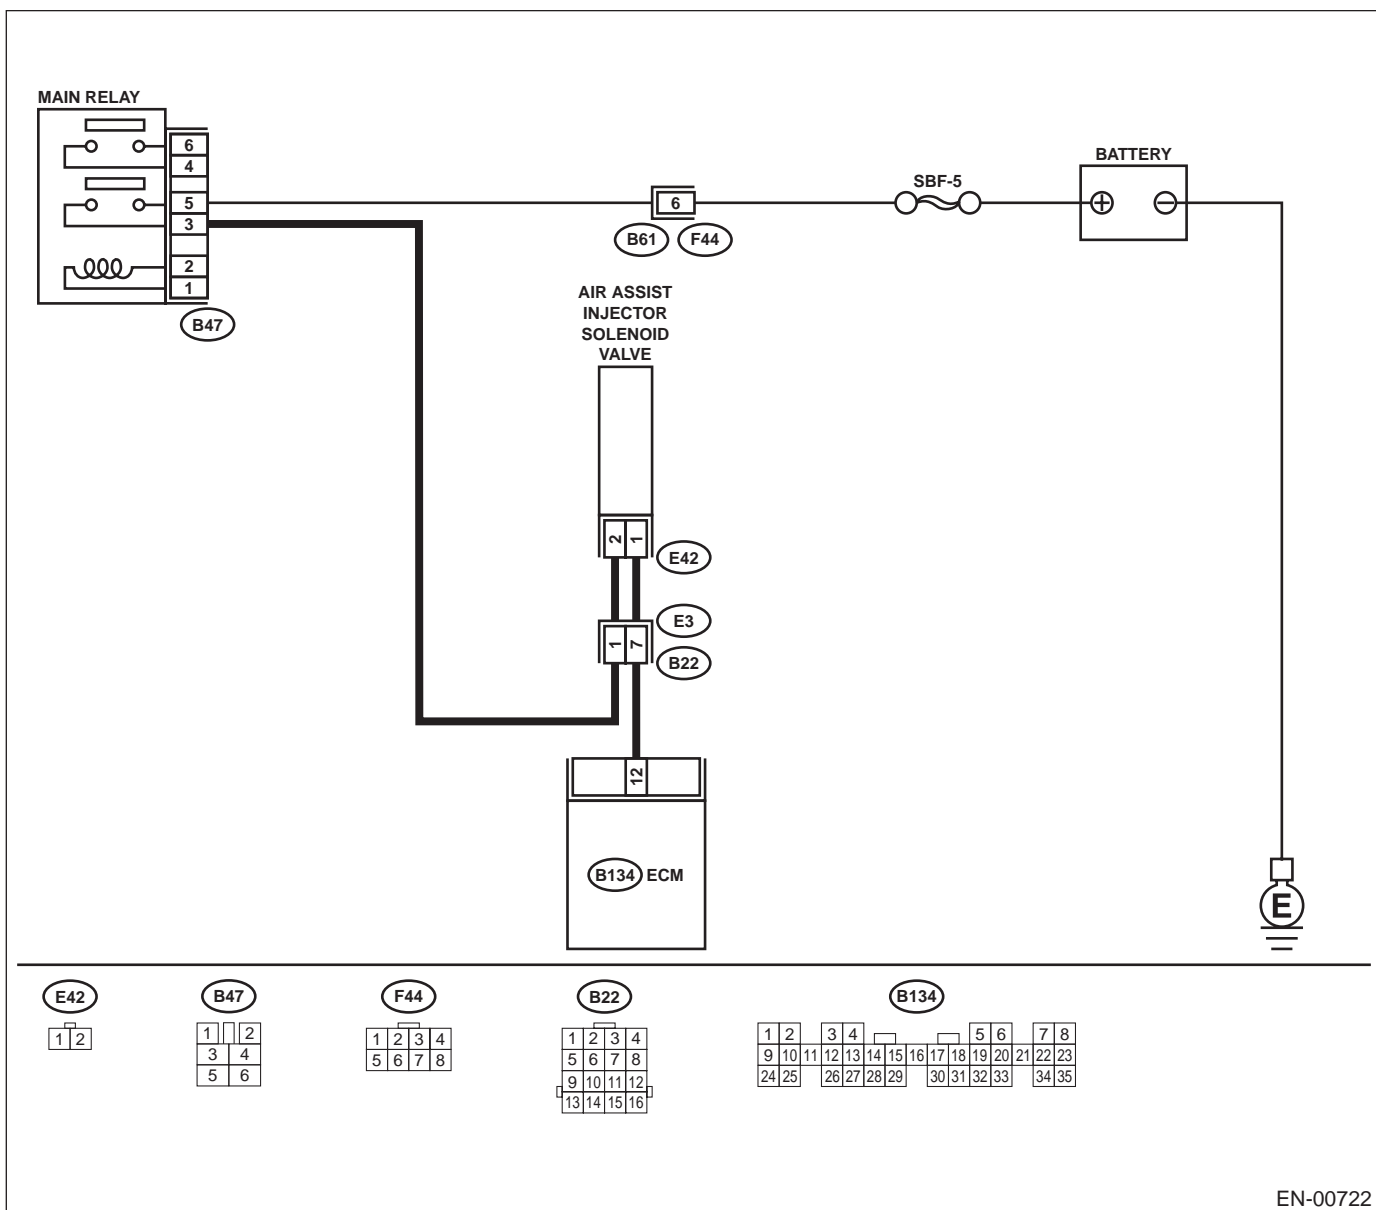 MAIN RELAY
6
4
5
3
2
1
B47
6
B61 F44
SBF-5
BATTERY
AIR ASSIST
INJECTOR
SOLENOID
VALVE
2 1
E42
E3
1 7
B22
12
B134 ECM
E
E42
1 2
B47
1 2
3 4
5 6
F44
1 2 3 4
5 6 7 8
B22
1 2 3 4
5 6 7 8
9 10 11 12
13 14 15 16
B134
1 2 3 4 5 6 7 8
9 10 11 12 13 14 15 16 17 18 19 20 21 22 23
24 25 26 27 28 29 30 31 32 33 34 35
EN-00722